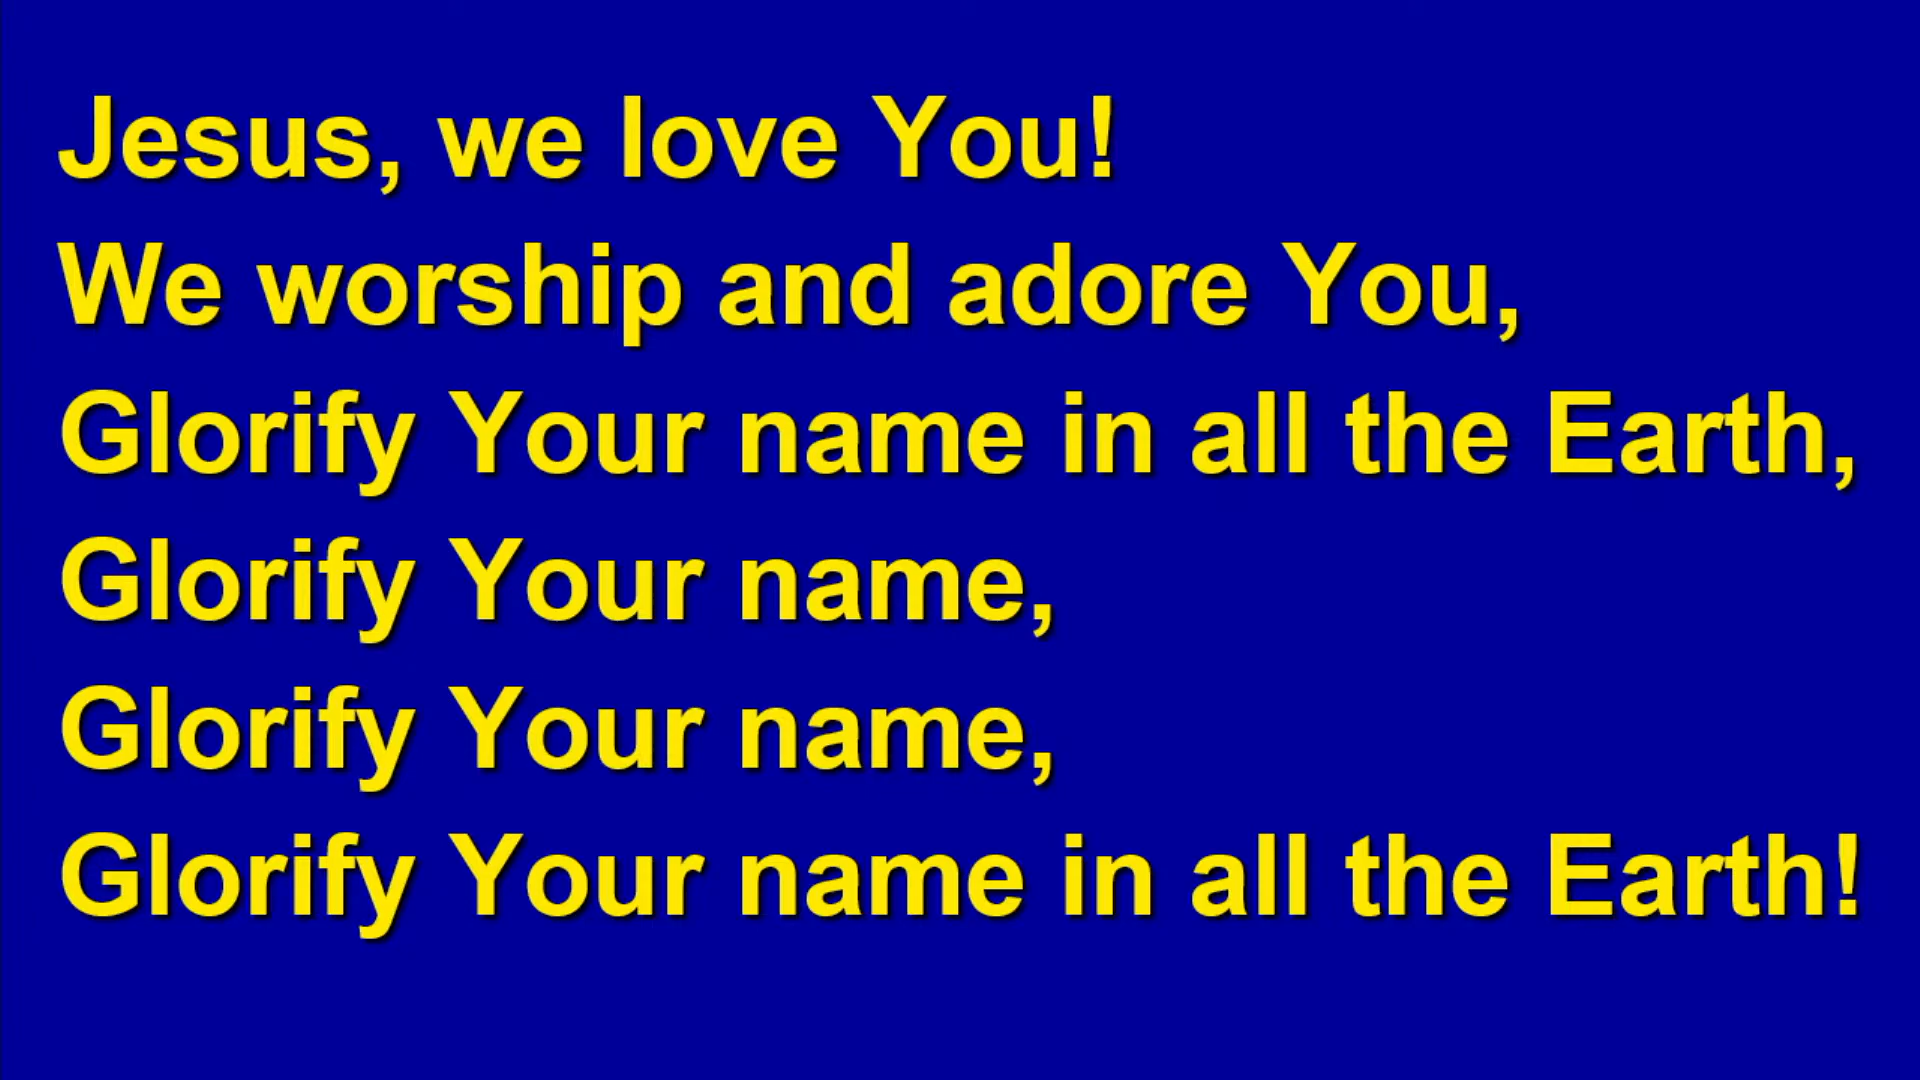 Jesus, we love You!
We worship and adore You,
Glorify Your name in all the Earth,
Glorify Your name,
Glorify Your name,
Glorify Your name in all the Earth!